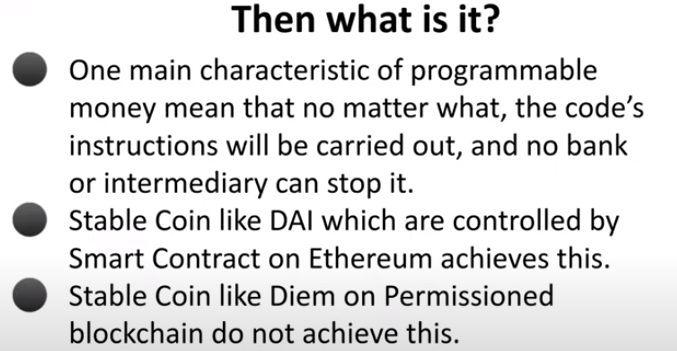 Then what is it?
One main characteristic of programmable
money mean that no matter what, the code's
instructions will be carried out, and no bank
or intermediary can stop it.
Stable Coin like DAI which are controlled by
Smart Contract on Ethereum achieves this.
Stable Coin like Diem on Permissioned
blockchain do not achieve this.